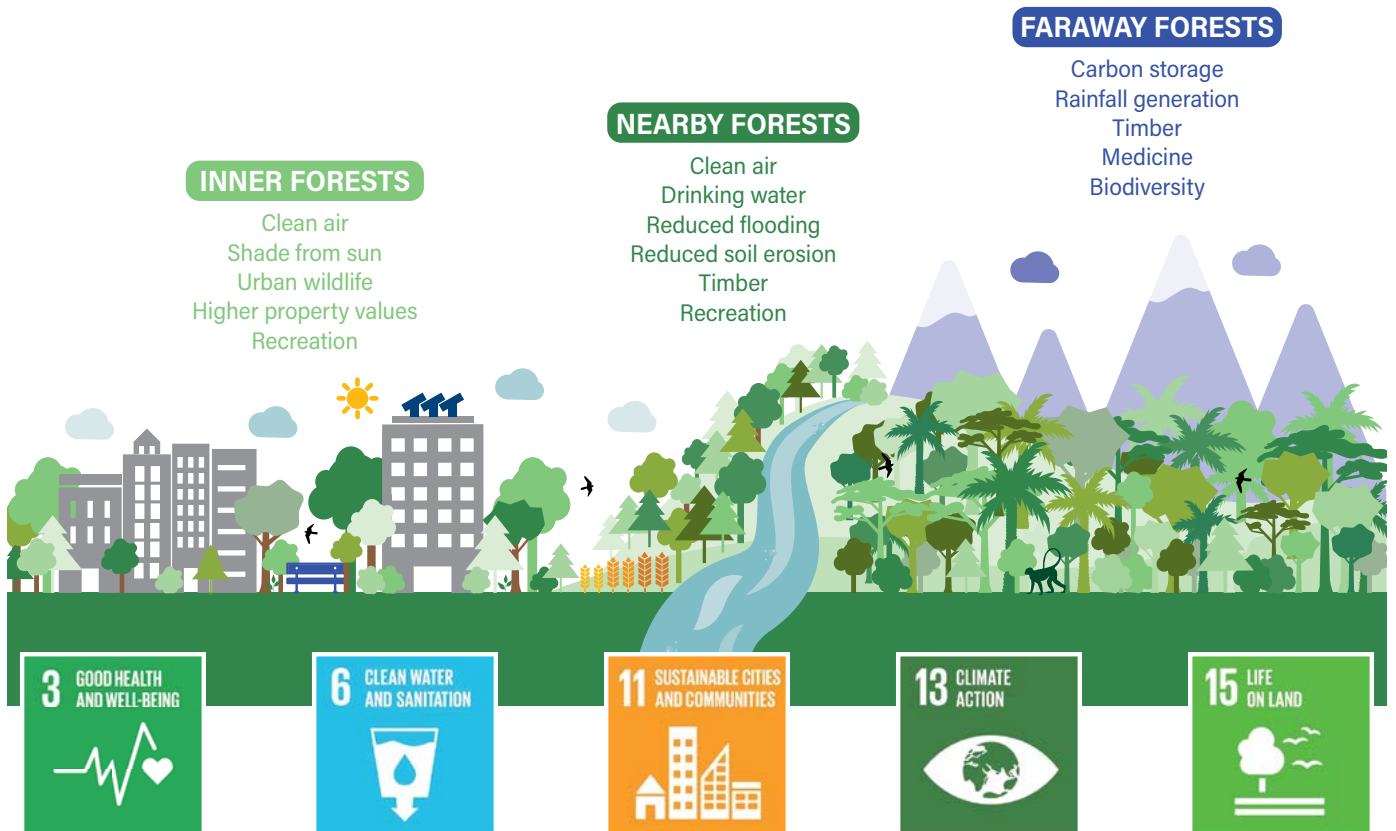 FARAWAY FORESTS
Carbon storage
Rainfall generation
Timber
Medicine
Biodiversity
NEARBY FORESTS
Clean air
Drinking water
Reduced flooding
Reduced soil erosion
Timber
Recreation
INNER FORESTS
Clean air
Shade from sun
Urban wildlife
Higher property values
Recreation
3 GOOD HEALTH
AND WELL-BEING
6 CLEAN WATER
AND SANITATION
11 SUSTAINABLE CITIES
AND COMMUNITIES
13 CLIMATE
ACTION
15 LIFE
ON LAND